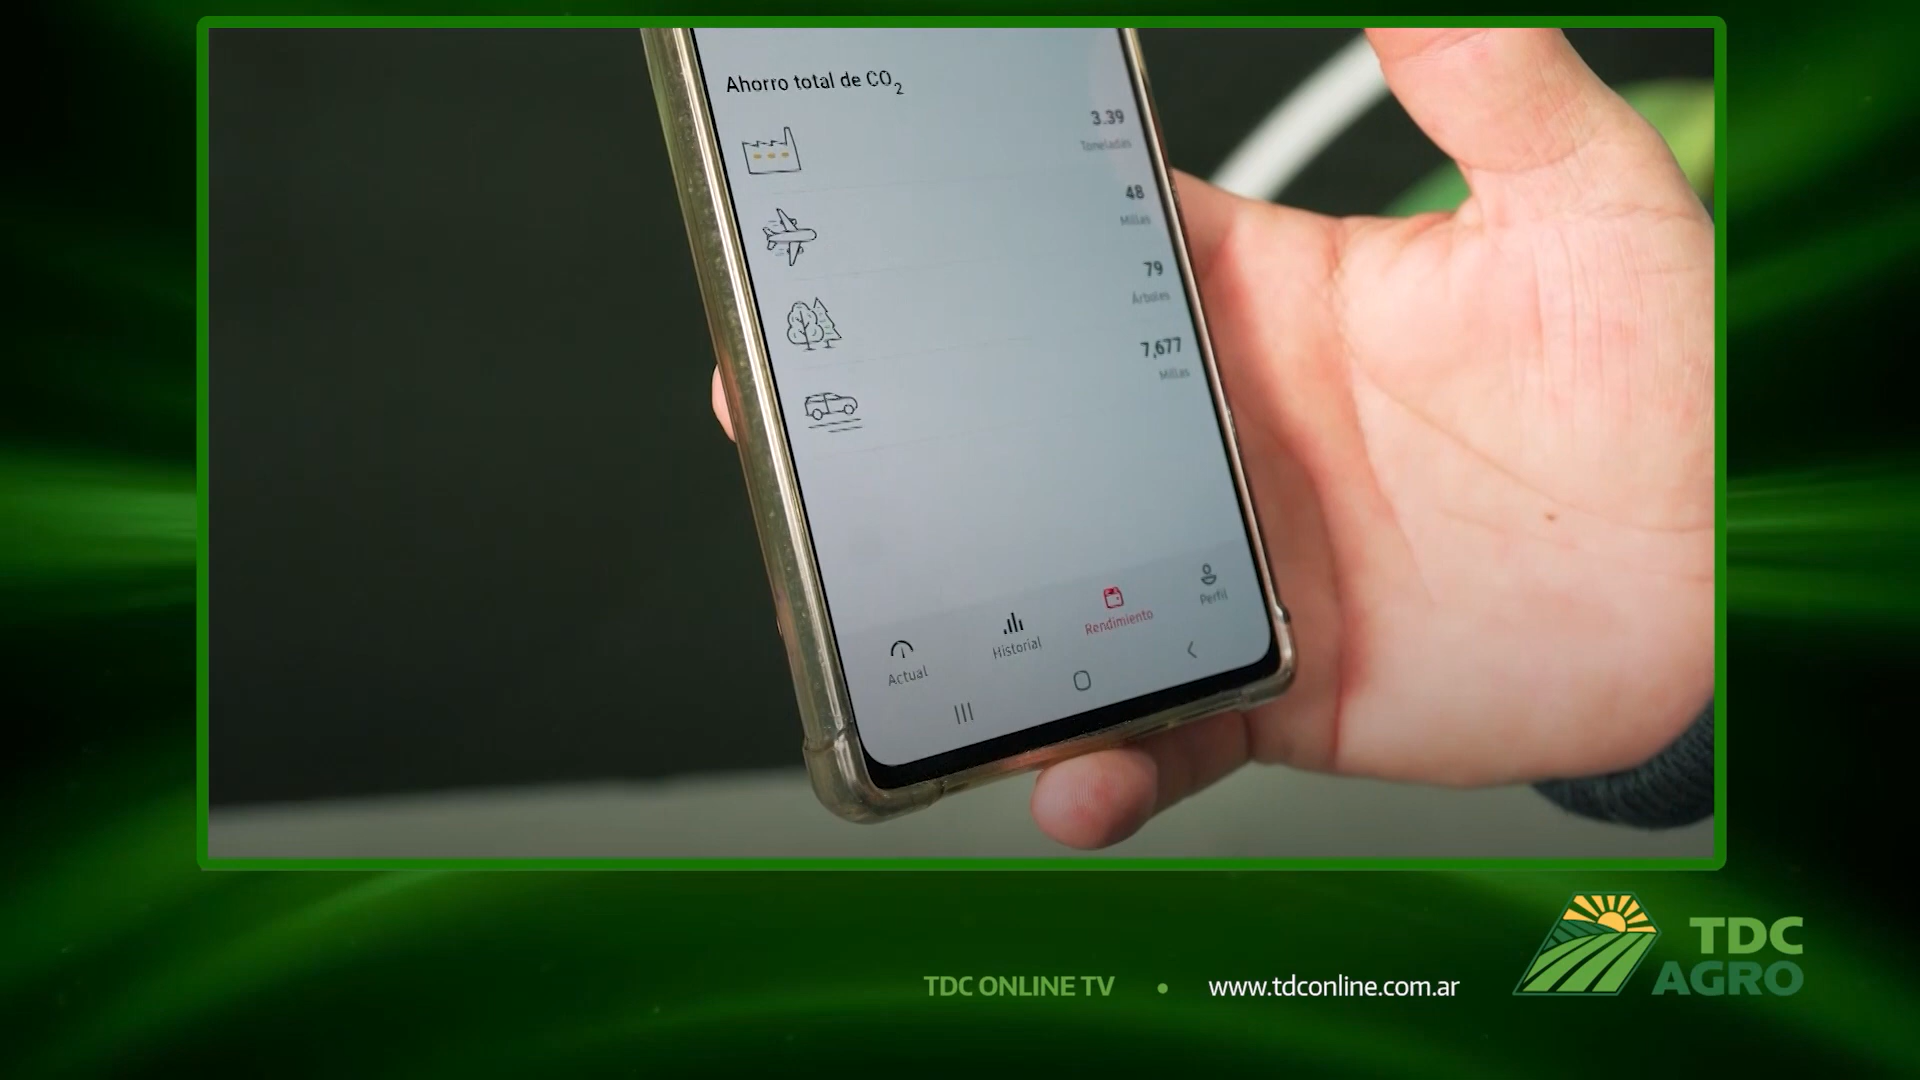 Ahorro total de CO₂
3.39
Toneladas
48
Millas
79
Árboles
7,677
Millas
Actual
Historial
Rendimiento
Perfil
TDC ONLINE TV • www.tdconline.com.ar
TDC
AGRO